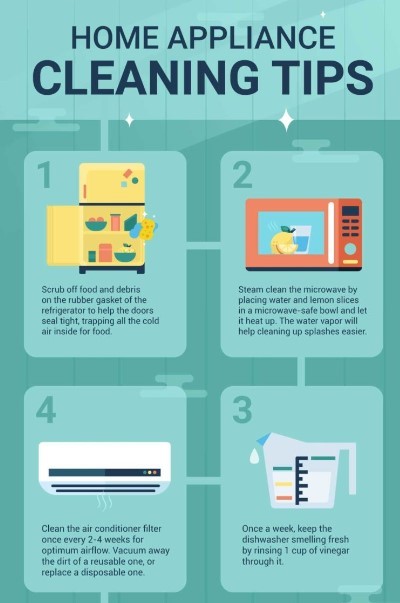 HOME APPLIANCE
CLEANING TIPS
1
Scrub off food and debris
on the rubber gasket of the
refrigerator to help the doors
seal tight, trapping all the cold
air inside for food.
2
Steam clean the microwave by
placing water and lemon slices
in a microwave-safe bowl and let
it heat up. The water vapor will
help cleaning up splashes easier.
3
Once a week, keep the
dishwasher smelling fresh
by rinsing 1 cup of vinegar
through it.
4
Clean the air conditioner filter
once every 2-4 weeks for
optimum airflow. Vacuum away
the dirt of a reusable one, or
replace a disposable one.